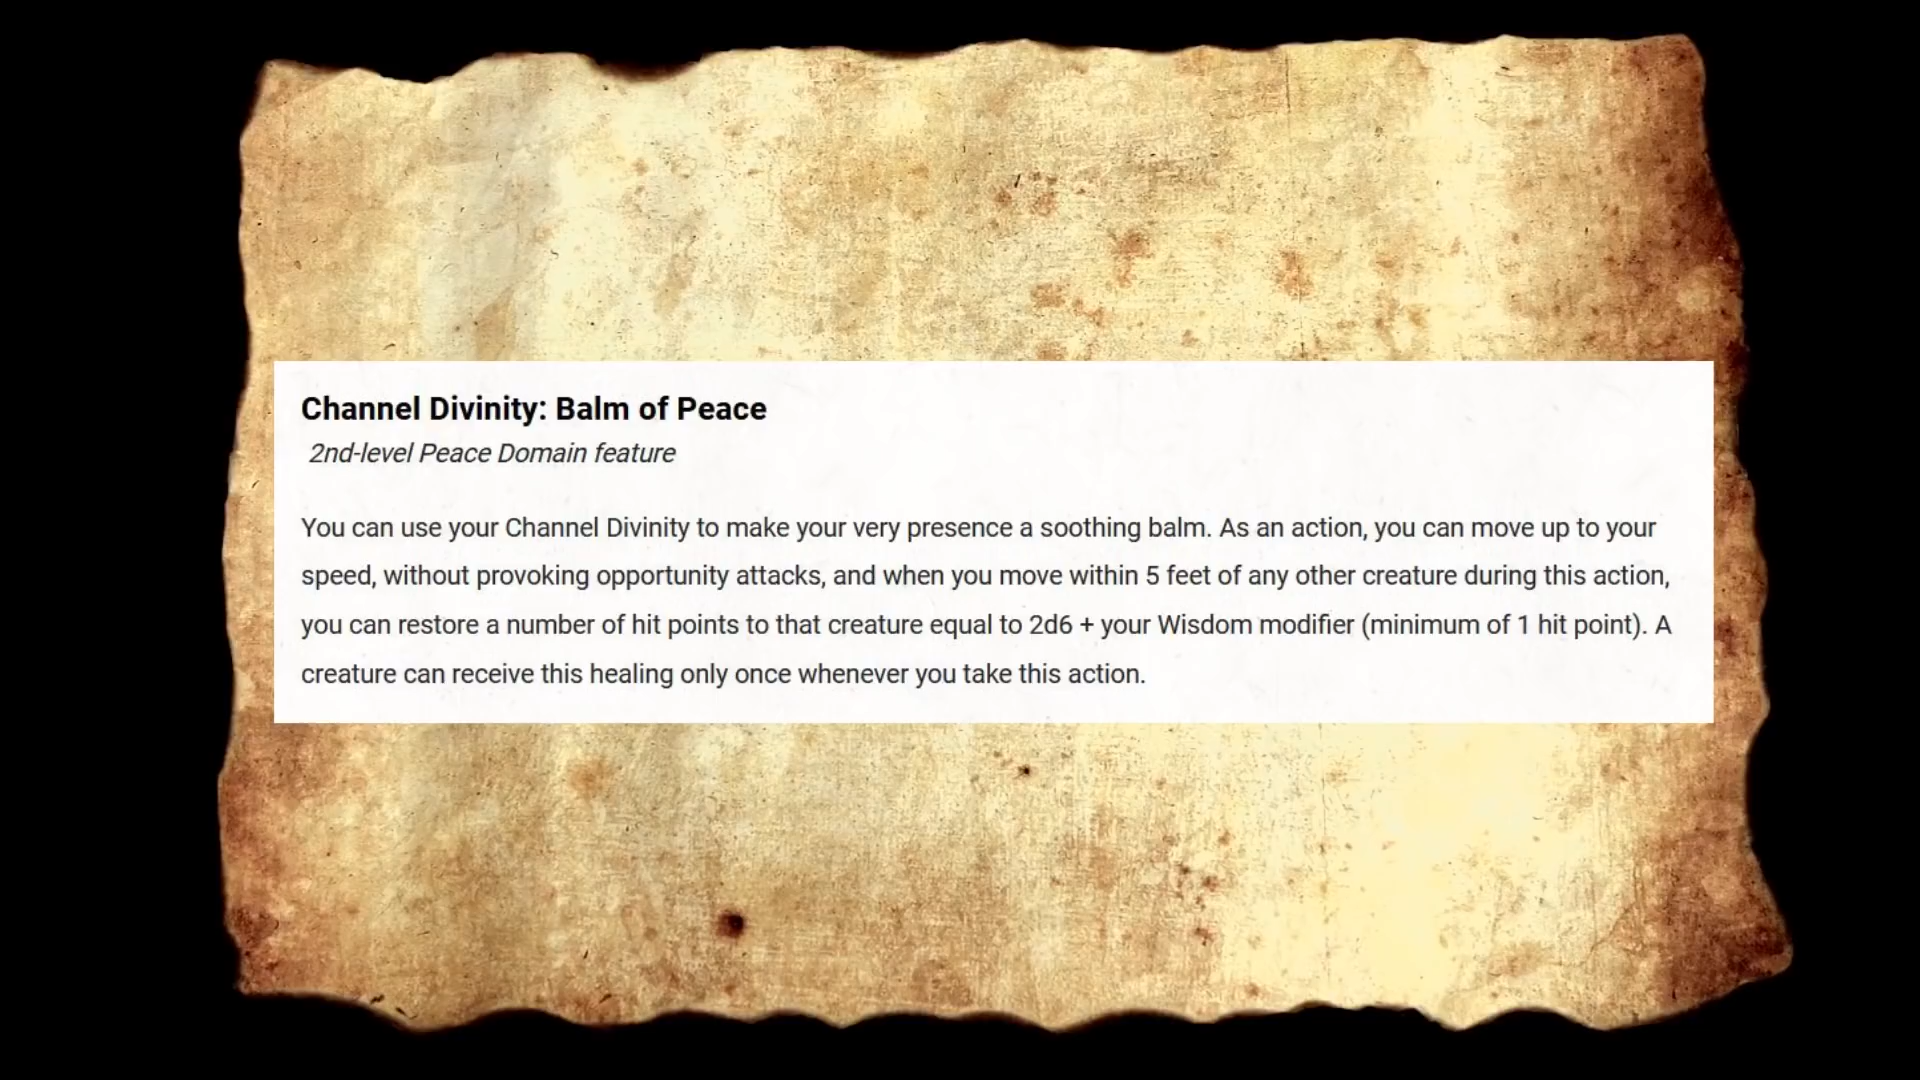 Channel Divinity: Balm of Peace
2nd-level Peace Domain feature
You can use your Channel Divinity to make your very presence a soothing balm. As an action, you can move up to your
speed, without provoking opportunity attacks, and when you move within 5 feet of any other creature during this action,
you can restore a number of hit points to that creature equal to 2d6 + your Wisdom modifier (minimum of 1 hit point). A
creature can receive this healing only once whenever you take this action.